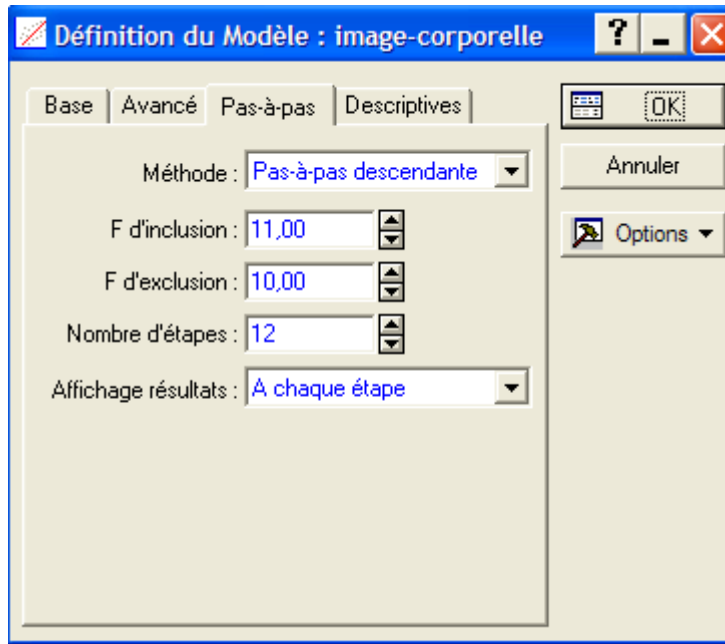 Définition du Modèle : image-corporelle
Base Avancé Pas-à-pas Descriptives
OK
Méthode : Pas-à-pas descendante
Annuler
F d'inclusion : 11,00
Options
F d'exclusion : 10,00
Nombre d'étapes : 12
Affichage résultats : A chaque étape